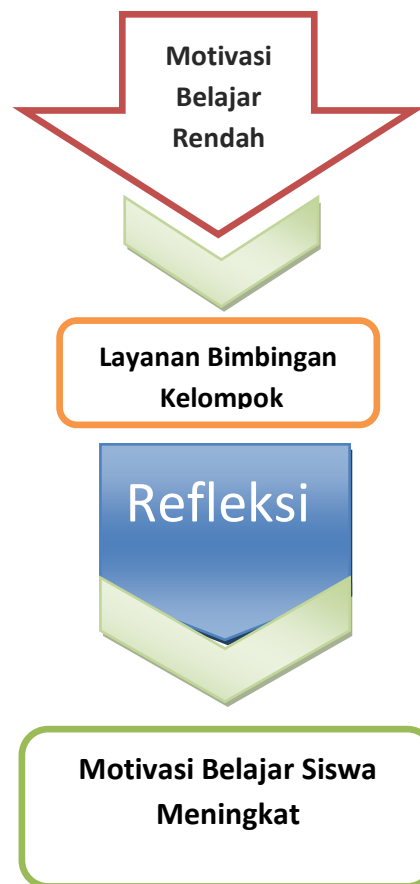 Motivasi
Belajar
Rendah
Layanan Bimbingan
Kelompok
Refleksi
Motivasi Belajar Siswa
Meningkat